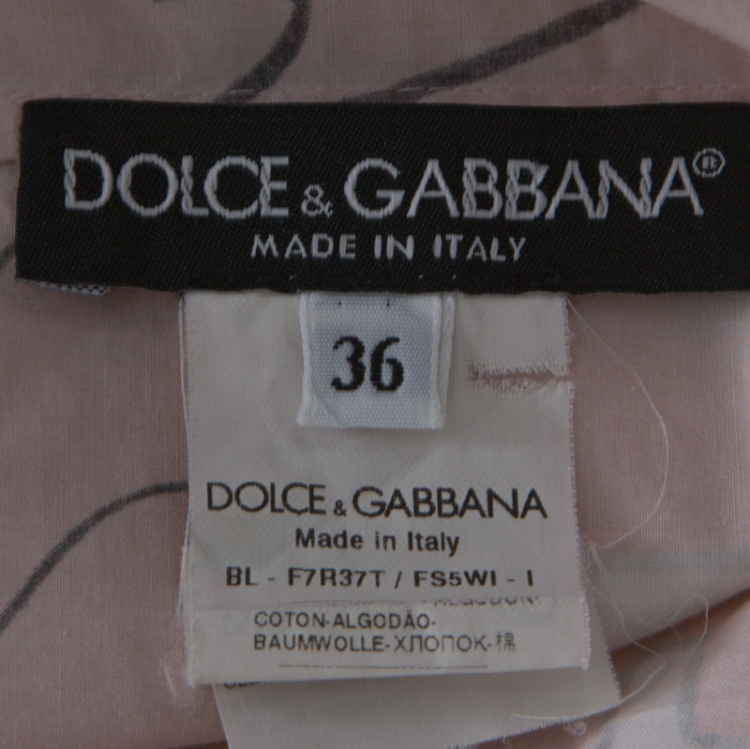 DOLCE & GABBANA®
MADE IN ITALY
36
DOLCE & GABBANA
Made in Italy
BL - F7R37T / FS5WI - I
COTON-ALGODÃO-
BAUMWOLLE-ХЛОПОК-棉